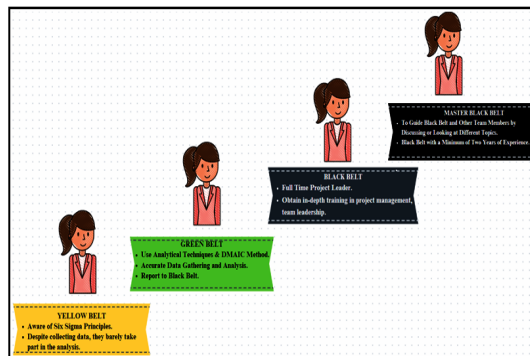 MASTER BLACK BELT
• To Guide Black Belt and Other Team Members by
Discussing or Looking at Different Topics.
• Black Belt with a Minimum of Two Years of Experience.
BLACK BELT
• Full Time Project Leader.
• Obtain in-depth training in project management,
team leadership.
GREEN BELT
• Use Analytical Techniques & DMAIC Method.
• Accurate Data Gathering and Analysis.
• Report to Black Belt.
YELLOW BELT
• Aware of Six Sigma Principles.
• Despite collecting data, they barely take
part in the analysis.